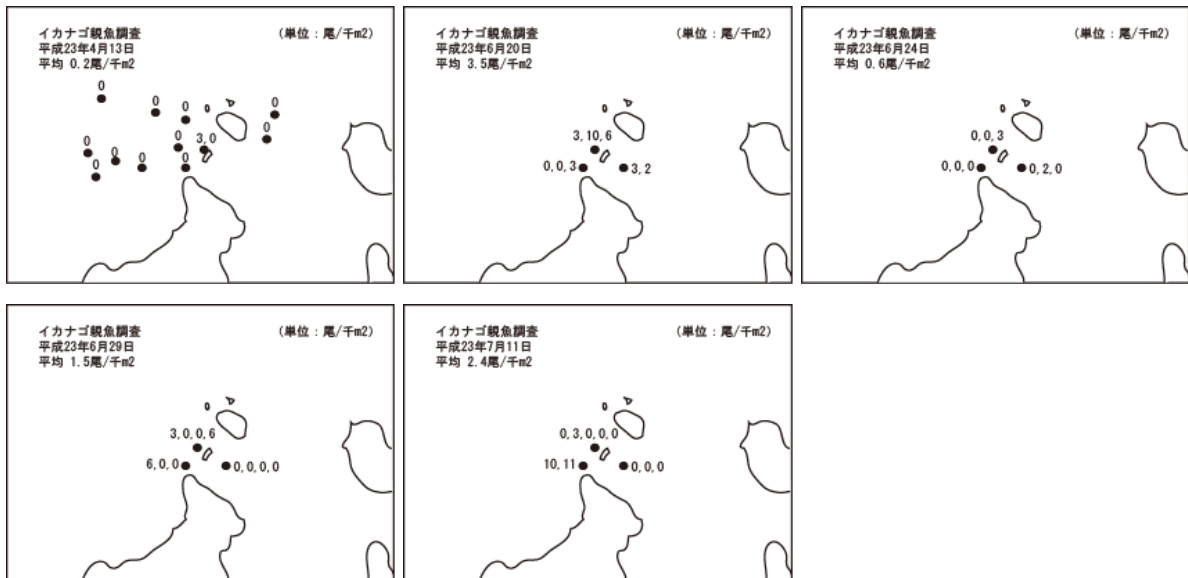 イカナゴ親魚調査
(単位:尾/千m2)
平成23年4月13日
平均 0.2尾/千m2
0
0
0
0
0
0
3,0
0
0
0
0
0
イカナゴ親魚調査
(単位:尾/千m2)
平成23年6月20日
平均 3.5尾/千m2
3,10,6
0,0,3
3,2
イカナゴ親魚調査
(単位:尾/千m2)
平成23年6月24日
平均 0.6尾/千m2
0,0,3
0,0,0
0,2,0
イカナゴ親魚調査
(単位:尾/千m2)
平成23年6月29日
平均 1.5尾/千m2
3,0,0,6
6,0,0
0,0,0,0
イカナゴ親魚調査
(単位:尾/千m2)
平成23年7月11日
平均 2.4尾/千m2
0,3,0,0,0
10,11
0,0,0